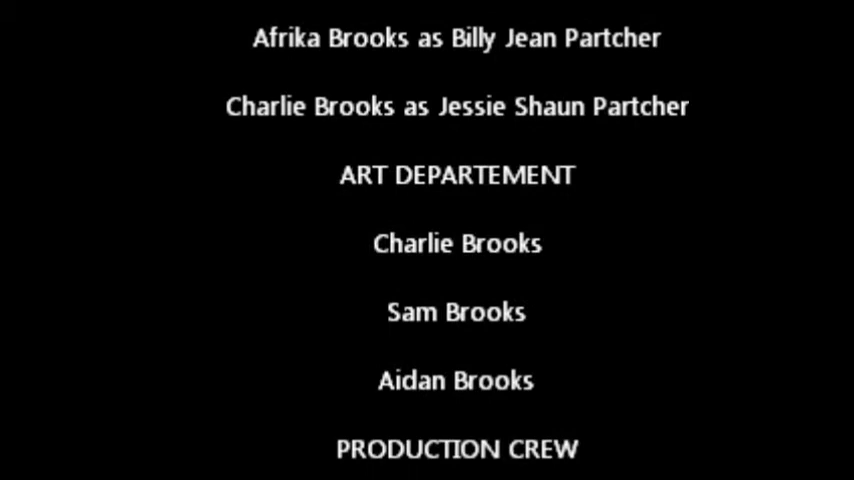 Afrika Brooks as Billy Jean Partcher
Charlie Brooks as Jessie Shaun Partcher
ART DEPARTEMENT
Charlie Brooks
Sam Brooks
Aidan Brooks
PRODUCTION CREW